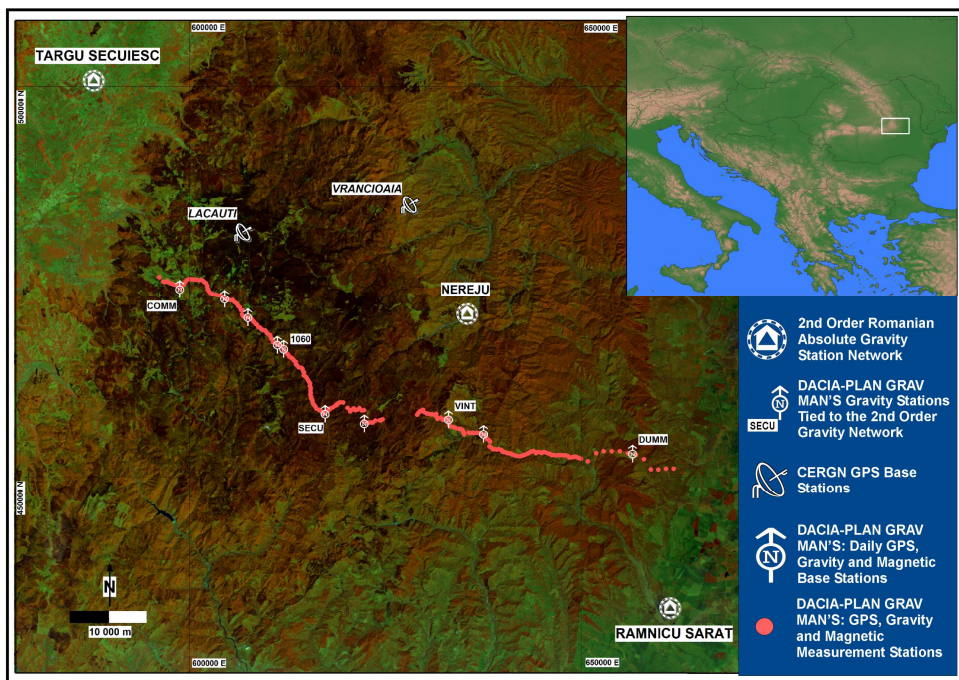 600000 E
650000 E
TARGU SECUIESC
500000 N
VRANCIOAIA
LACAUTI
COMM
NEREJU
1060
SECU
VINT
DUMM
450000 N
N
10 000 m
RAMNICU SARAT
600000 E
650000 E
2nd Order Romanian
Absolute Gravity
Station Network
DACIA-PLAN GRAV
MAN'S Gravity Stations
Tied to the 2nd Order
Gravity Network
N
SECU
CERGN GPS Base
Stations
DACIA-PLAN GRAV
MAN'S: Daily GPS,
Gravity and Magnetic
Base Stations
N
DACIA-PLAN GRAV
MAN'S: GPS, Gravity
and Magnetic
Measurement Stations